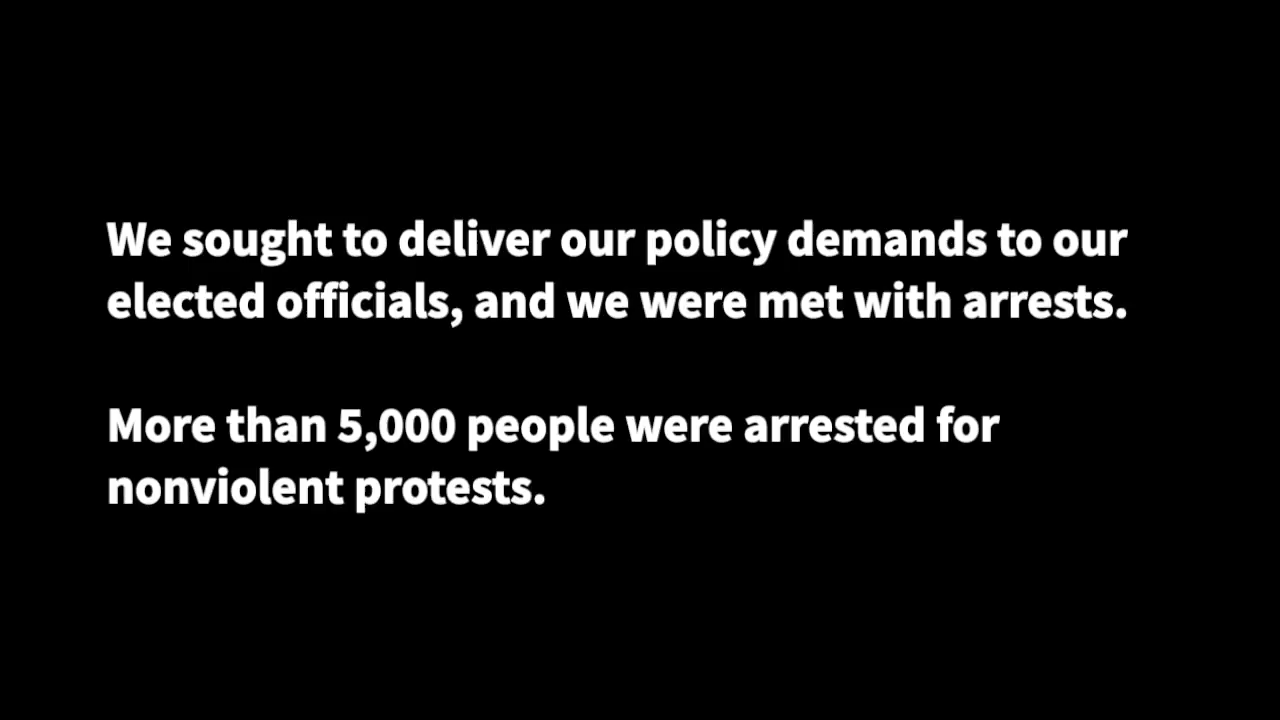 We sought to deliver our policy demands to our
elected officials, and we were met with arrests.
More than 5,000 people were arrested for
nonviolent protests.